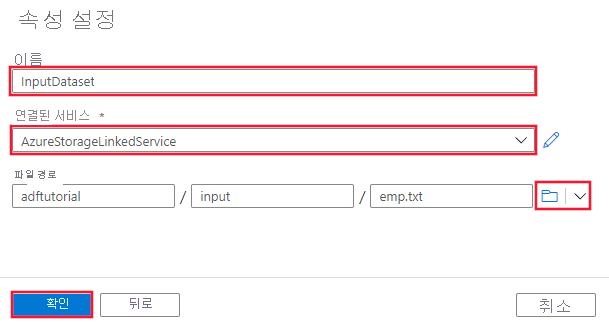 속성 설정
이름
InputDataset
연결된 서비스 *
AzureStorageLinkedService
파일 경로
adftutorial / input / emp.txt
확인 뒤로 취소